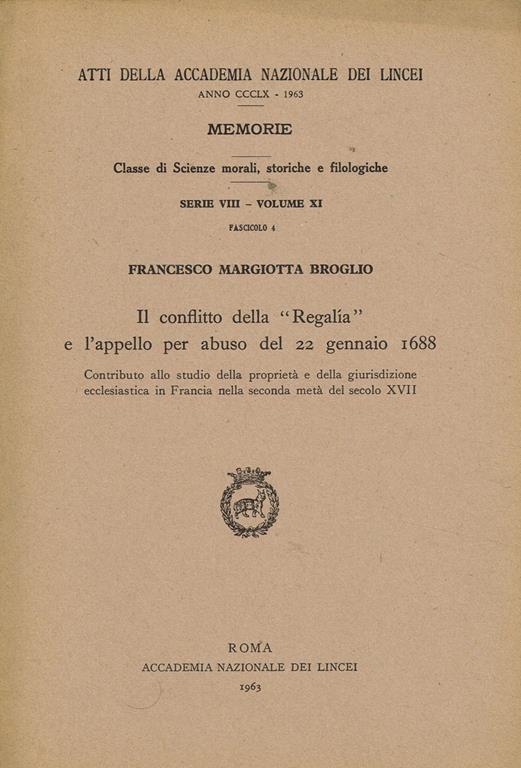 ATTI DELLA ACCADEMIA NAZIONALE DEI LINCEI
ANNO CCCLX - 1963
MEMORIE
Classe di Scienze morali, storiche e filologiche
SERIE VIII - VOLUME XI
FASCICOLO 4
FRANCESCO MARGIOTTA BROGLIO
Il conflitto della “Regalía”
e l'appello per abuso del 22 gennaio 1688
Contributo allo studio della proprietà e della giurisdizione
ecclesiastica in Francia nella seconda metà del secolo XVII
ROMA
ACCADEMIA NAZIONALE DEI LINCEI
1963